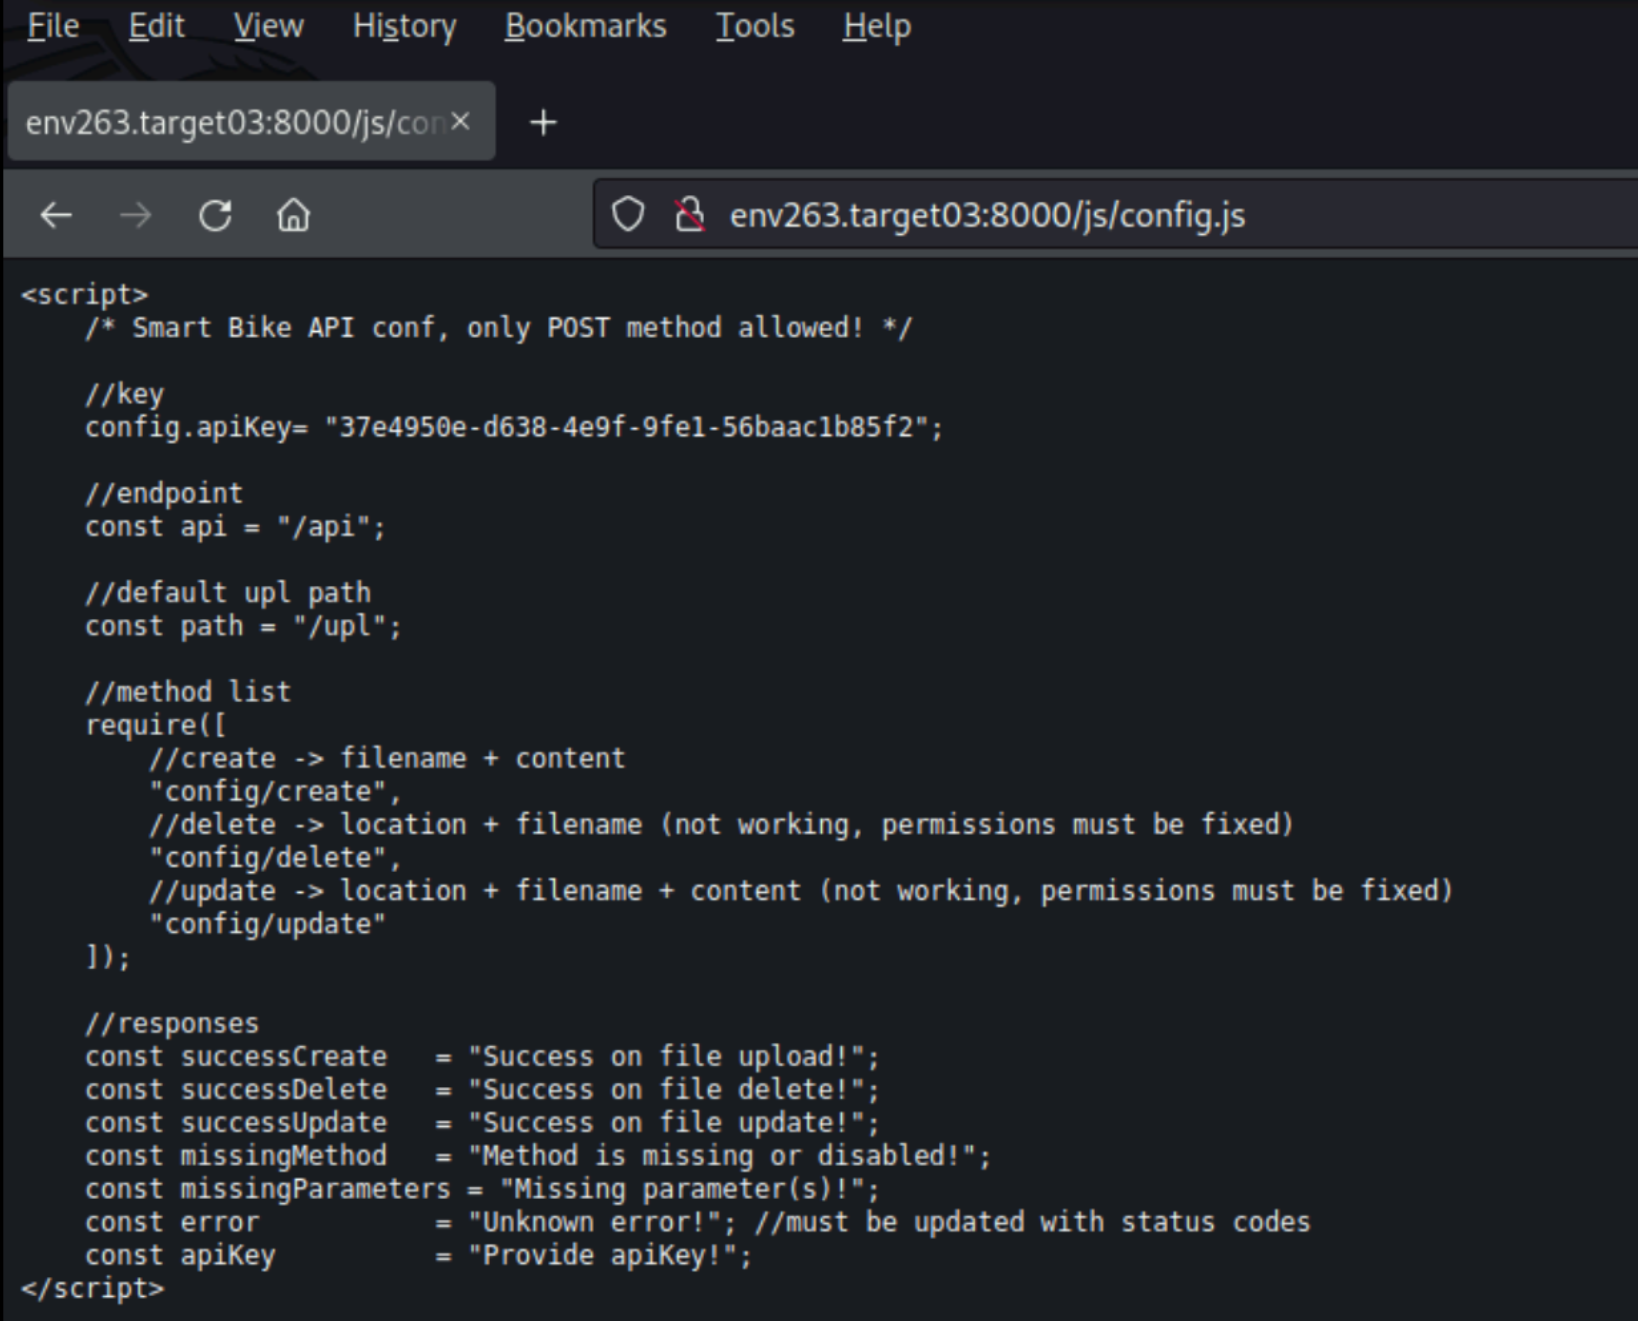 File Edit View History Bookmarks Tools Help
env263.target03:8000/js/con
env263.target03:8000/js/config.js
<script>
/* Smart Bike API conf, only POST method allowed! */
//key
config.apiKey= "37e4950e-d638-4e9f-9fe1-56baac1b85f2";
//endpoint
const api = "/api";
//default upl path
const path = "/upl";
//method list
require([
//create -> filename + content
"config/create",
//delete -> location + filename (not working, permissions must be fixed)
"config/delete",
//update -> location + filename + content (not working, permissions must be fixed)
"config/update"
]);
//responses
const successCreate   = "Success on file upload!";
const successDelete   = "Success on file delete!";
const successUpdate   = "Success on file update!";
const missingMethod   = "Method is missing or disabled!";
const missingParameters = "Missing parameter(s)!";
const error           = "Unknown error!"; //must be updated with status codes
const apiKey          = "Provide apiKey!";
</script>